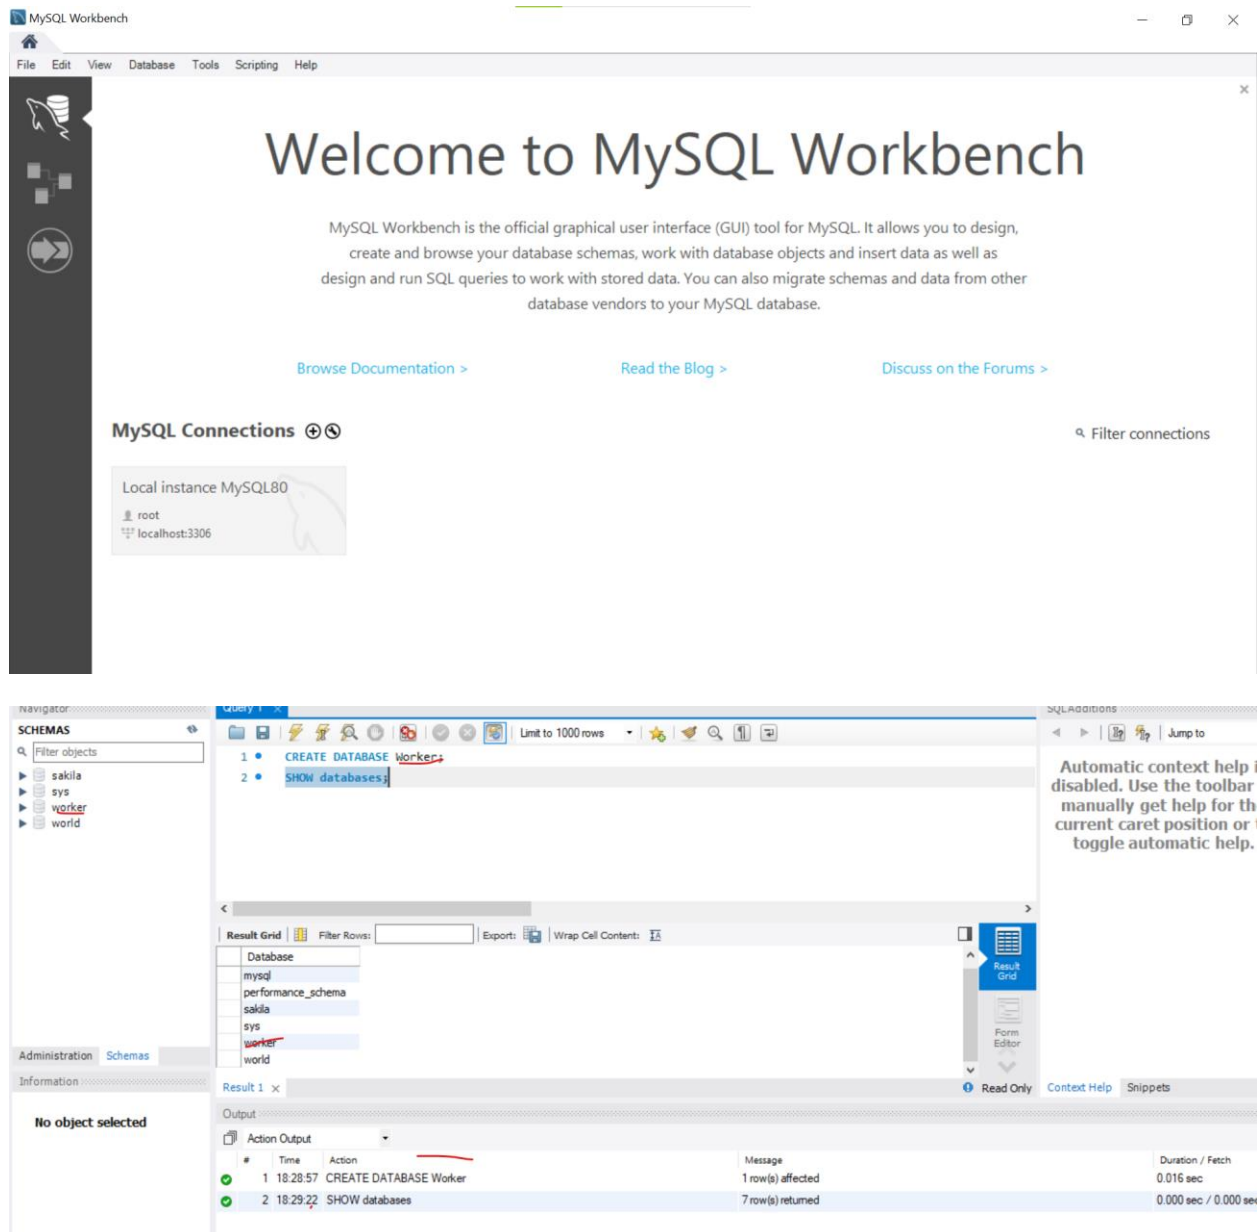 MySQL Workbench
File Edit View Database Tools Scripting Help
Welcome to MySQL Workbench
MySQL Workbench is the official graphical user interface (GUI) tool for MySQL. It allows you to design,
create and browse your database schemas, work with database objects and insert data as well as
design and run SQL queries to work with stored data. You can also migrate schemas and data from other
database vendors to your MySQL database.
Browse Documentation > Read the Blog > Discuss on the Forums >
MySQL Connections
Filter connections
Local instance MySQL80
root
localhost:3306
Navigator
SCHEMAS
Filter objects
sakila
sys
worker
world
Administration Schemas
Information
No object selected
Query 1
Limit to 1000 rows
1 CREATE DATABASE Worker;
2 SHOW databases;
Result Grid Filter Rows: Export: Wrap Cell Content:
Database
mysql
performance_schema
sakila
sys
worker
world
Result Grid
Form Editor
Result 1
Read Only
SQLAdditions
Jump to
Automatic context help i
disabled. Use the toolbar
manually get help for th
current caret position or
toggle automatic help.
Context Help Snippets
Output
Action Output
# Time Action Message Duration / Fetch
1 18:28:57 CREATE DATABASE Worker 1 row(s) affected 0.016 sec
2 18:29:22 SHOW databases 7 row(s) returned 0.000 sec / 0.000 sec